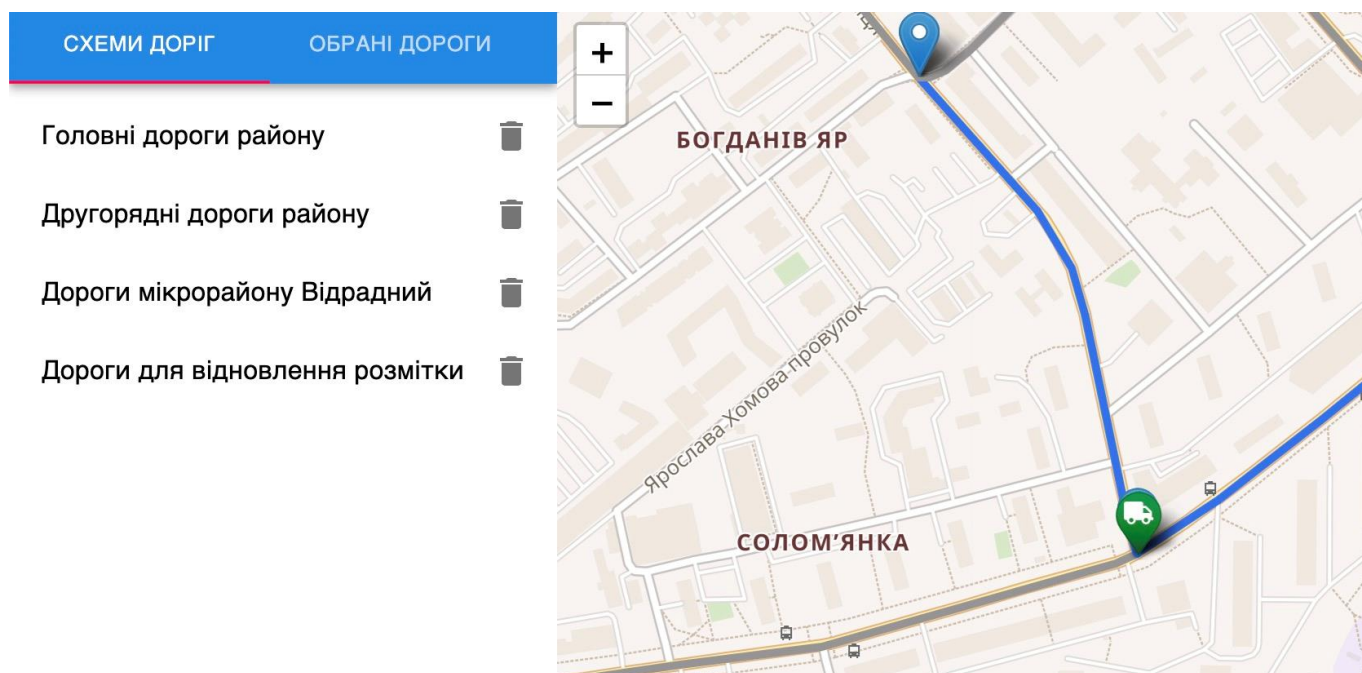 СХЕМИ ДОРІГ
ОБРАНІ ДОРОГИ
Головні дороги району
Другорядні дороги району
Дороги мікрорайону Відрадний
Дороги для відновлення розмітки
+
−
БОГДАНІВ ЯР
Ярослава Хомова провулок
СОЛОМ'ЯНКА